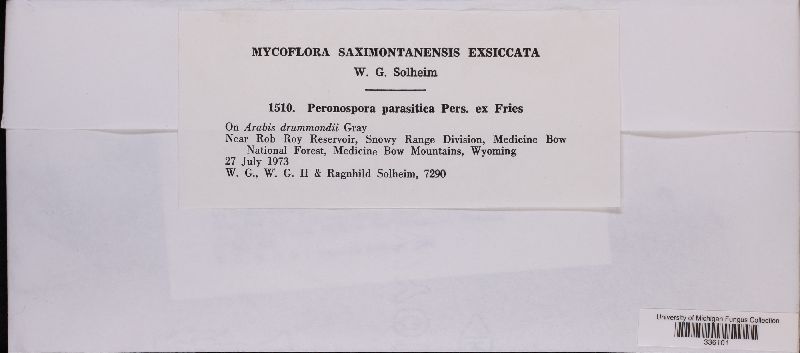 MYCOFLORA SAXIMONTANENSIS EXSICCATA
W. G. Solheim
1510. Peronospora parasitica Pers. ex Fries
On Arabis drummondii Gray
Near Rob Roy Reservoir, Snowy Range Division, Medicine Bow
National Forest, Medicine Bow Mountains, Wyoming
27 July 1973
W. G., W. G. II & Ragnhild Solheim, 7290
University of Michigan Fungus Collection
336101